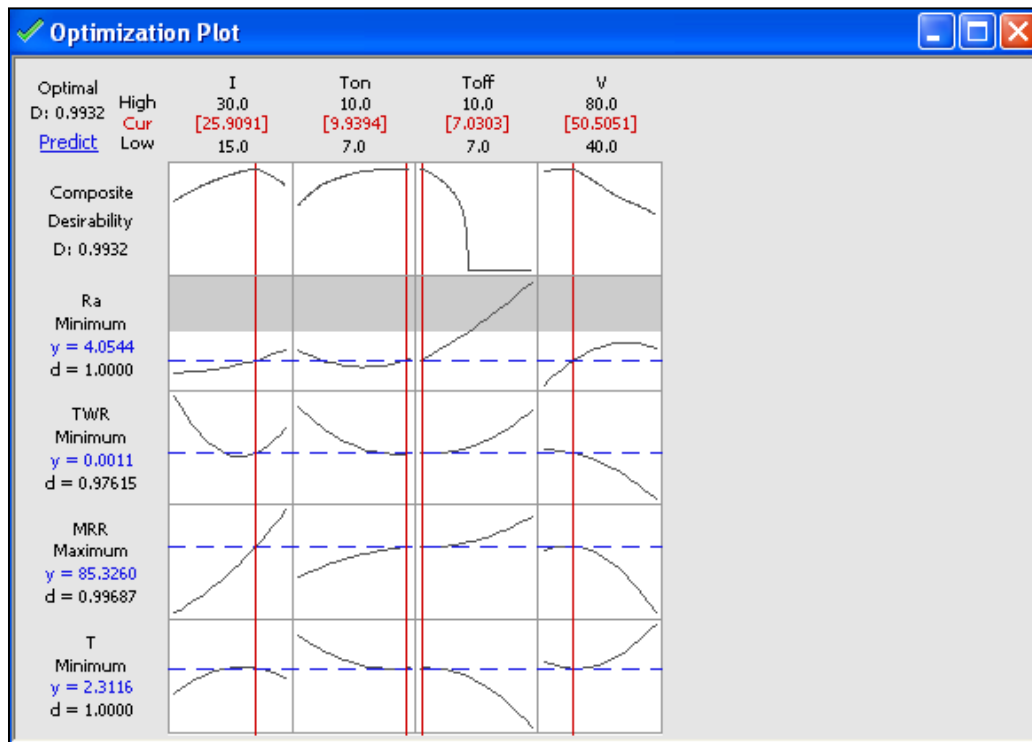 Optimization Plot
Optimal
D: 0.9932
Predict
High
Cur
Low
I
30.0
[25.9091]
15.0
Ton
10.0
[9.9394]
7.0
Toff
10.0
[7.0303]
7.0
V
80.0
[50.5051]
40.0
Composite
Desirability
D: 0.9932
Ra
Minimum
y = 4.0544
d = 1.0000
TWR
Minimum
y = 0.0011
d = 0.97615
MRR
Maximum
y = 85.3260
d = 0.99687
T
Minimum
y = 2.3116
d = 1.0000